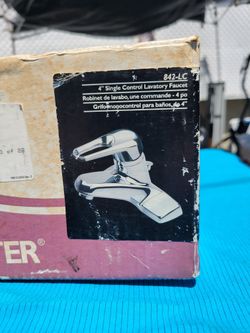 842-LC
4" Single Control Lavatory Faucet
Robinet de lavabo, une commande - 4 po
Grifo monocontrol para baños, de 4"
TER®